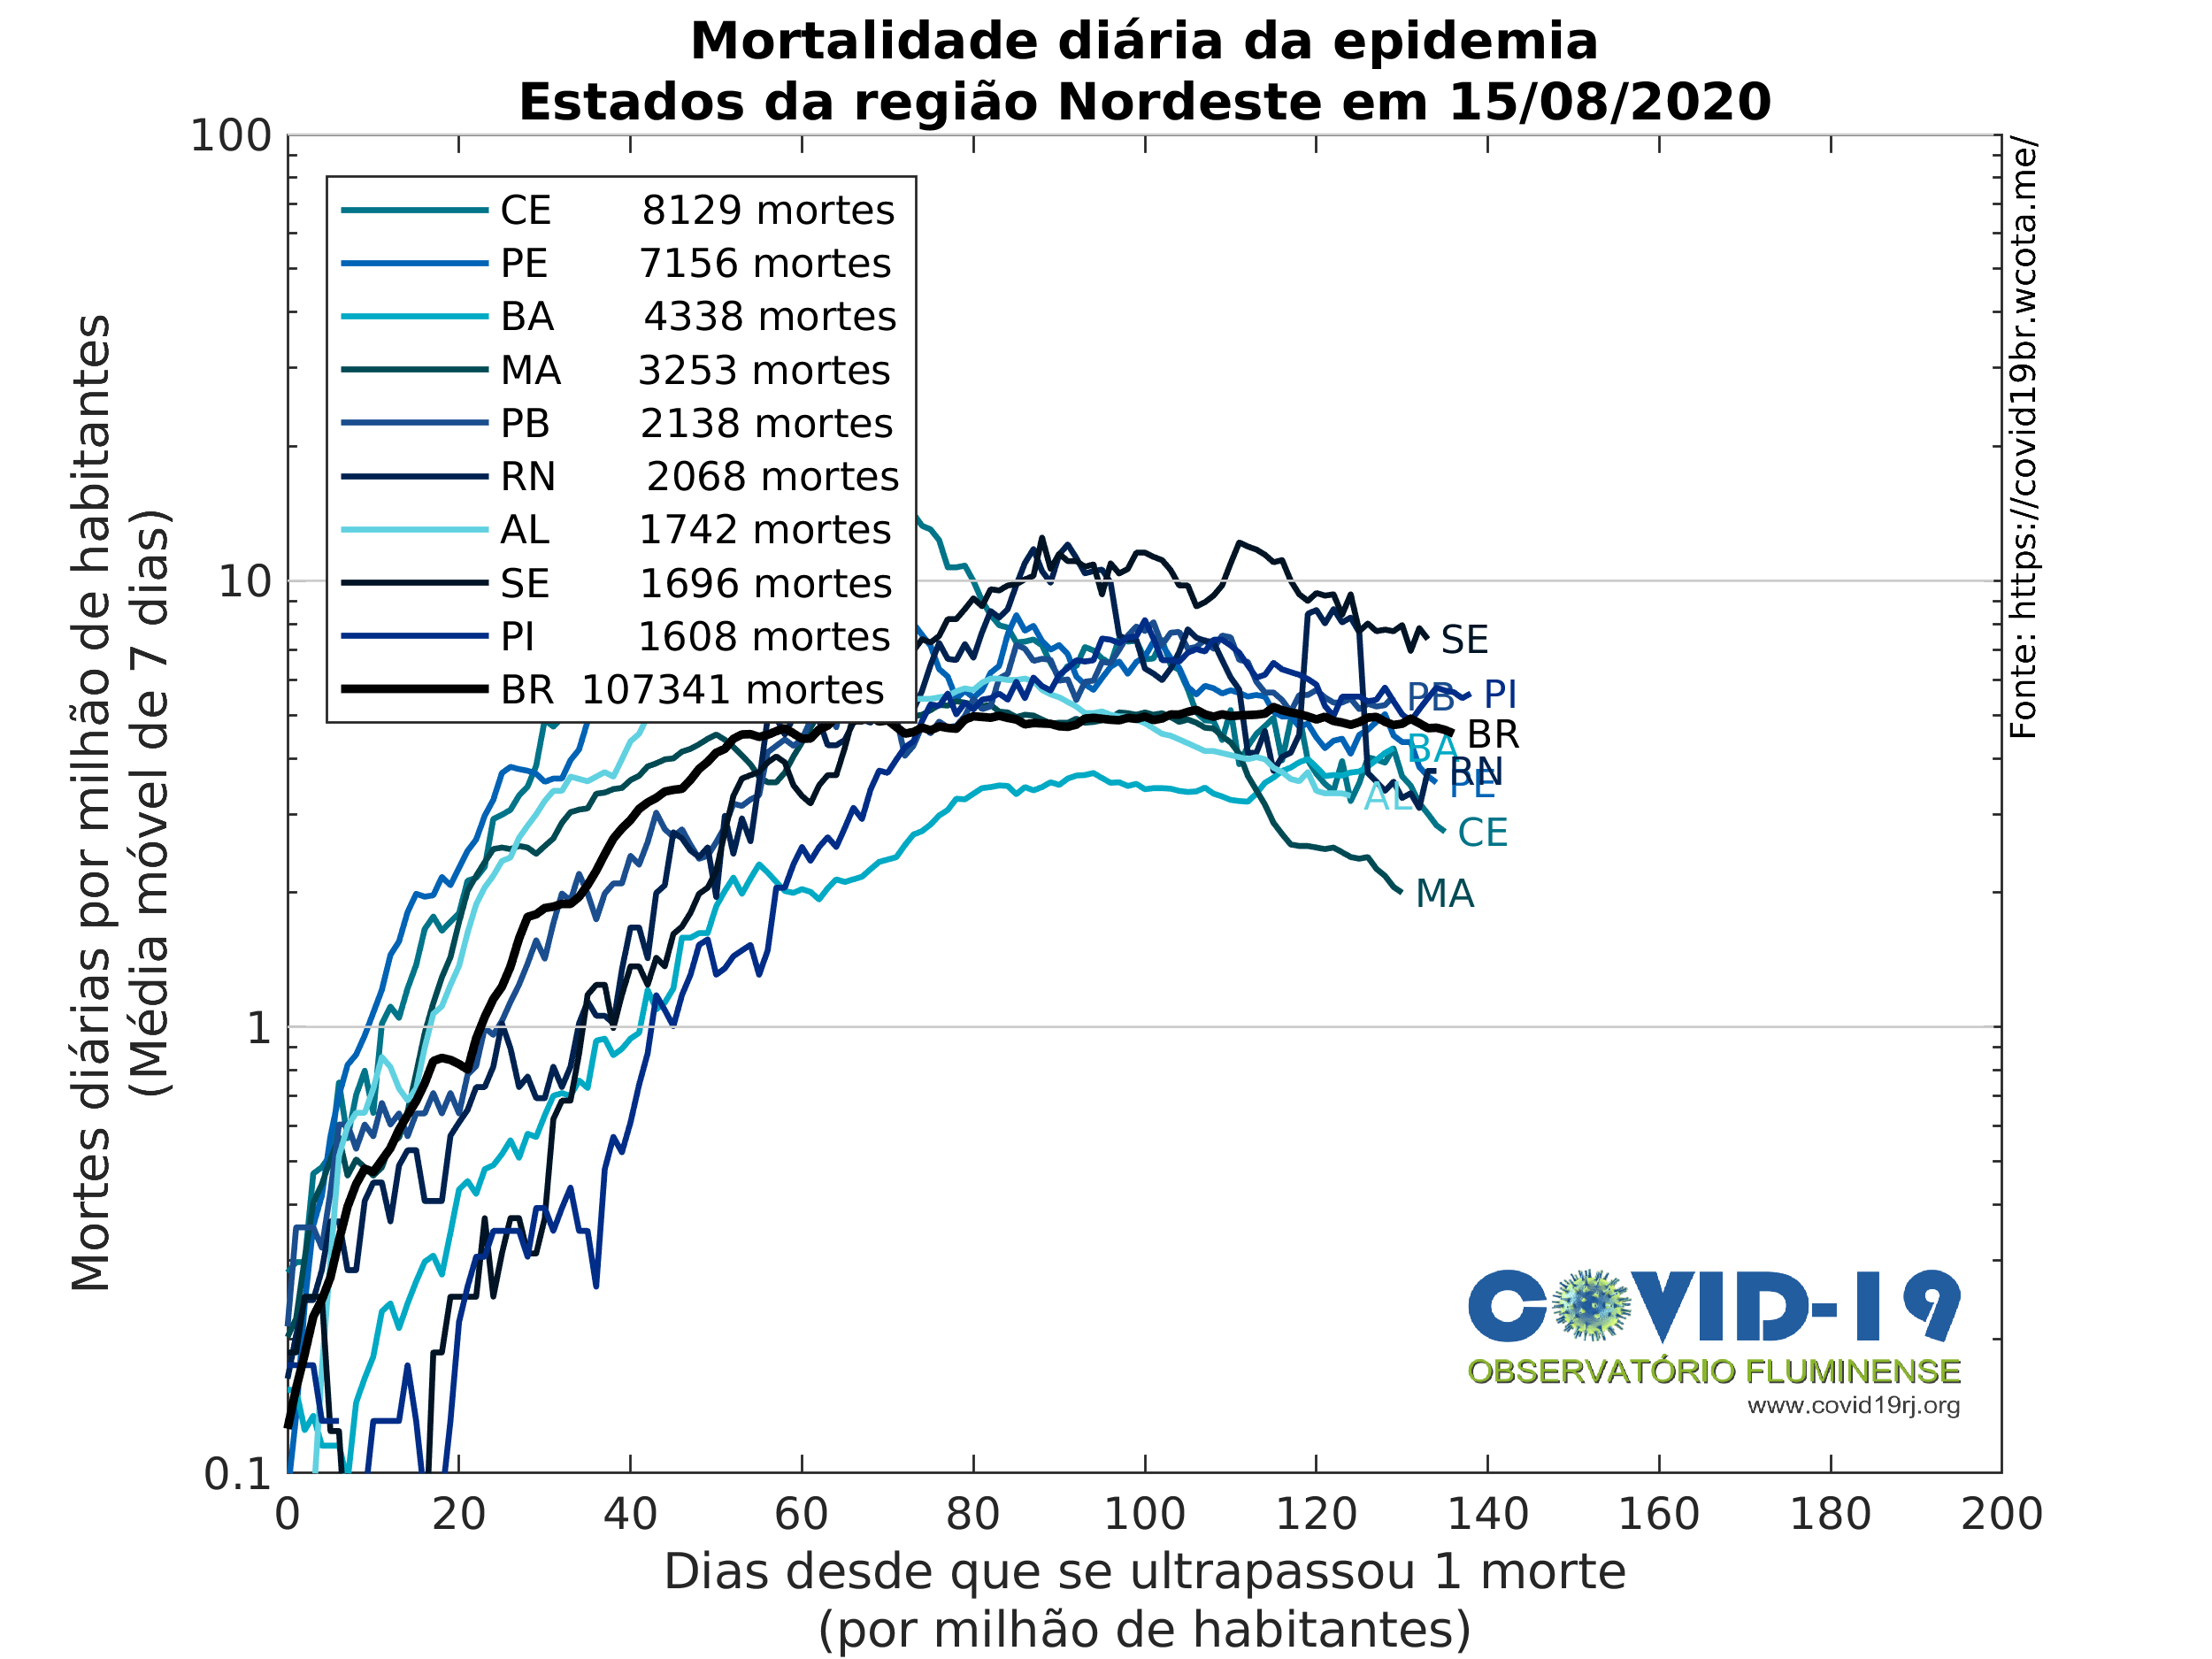 Mortalidade diária da epidemia
Estados da região Nordeste em 15/08/2020
100
10
1
0.1
Mortes diárias por milhão de habitantes
(Média móvel de 7 dias)
CE 8129 mortes
PE 7156 mortes
BA 4338 mortes
MA 3253 mortes
PB 2138 mortes
RN 2068 mortes
AL 1742 mortes
SE 1696 mortes
PI 1608 mortes
BR 107341 mortes
SE
PB
PI
BR
BA
RN
PE
AL
CE
MA
Fonte: https://covid19br.wcota.me/
COVID-19
OBSERVATÓRIO FLUMINENSE
www.covid19rj.org
0 20 40 60 80 100 120 140 160 180 200
Dias desde que se ultrapassou 1 morte
(por milhão de habitantes)